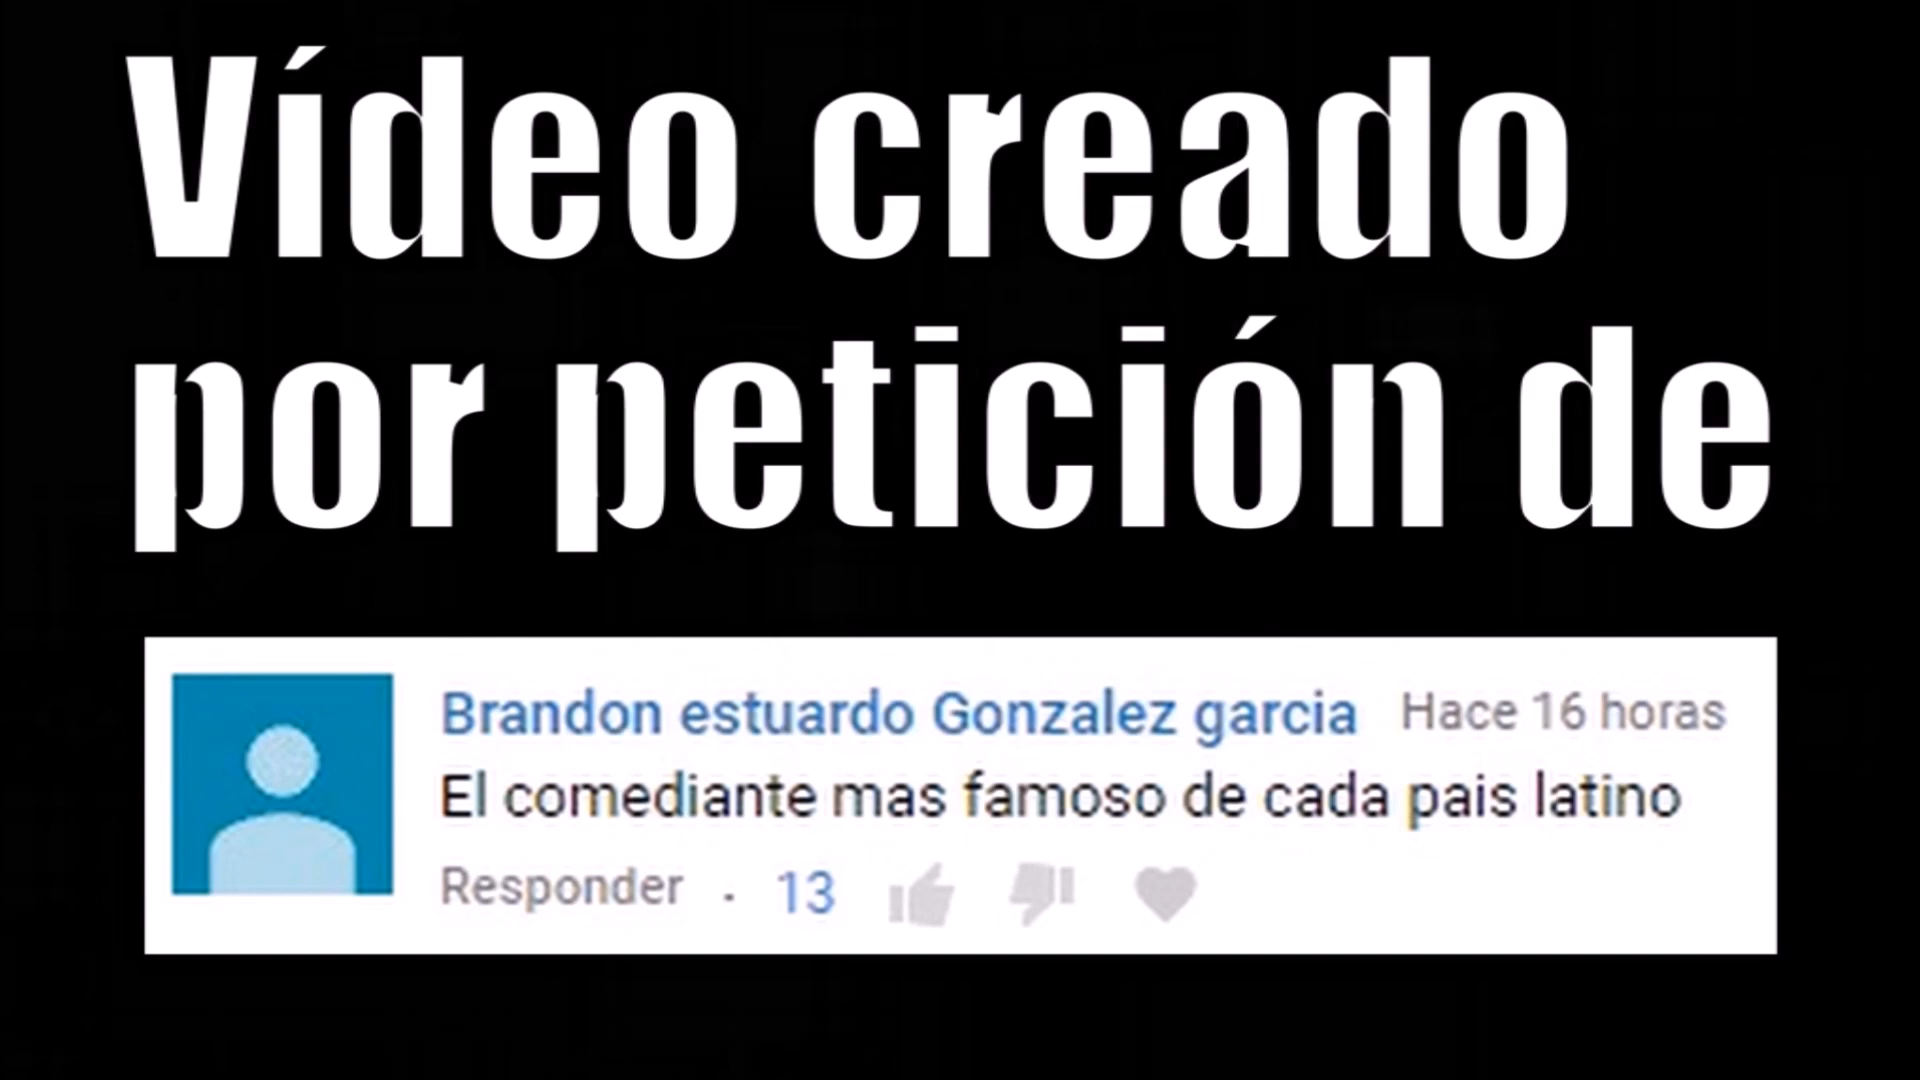 Vídeo creado
por petición de
Brandon estuardo Gonzalez garcia Hace 16 horas
El comediante mas famoso de cada pais latino
Responder · 13